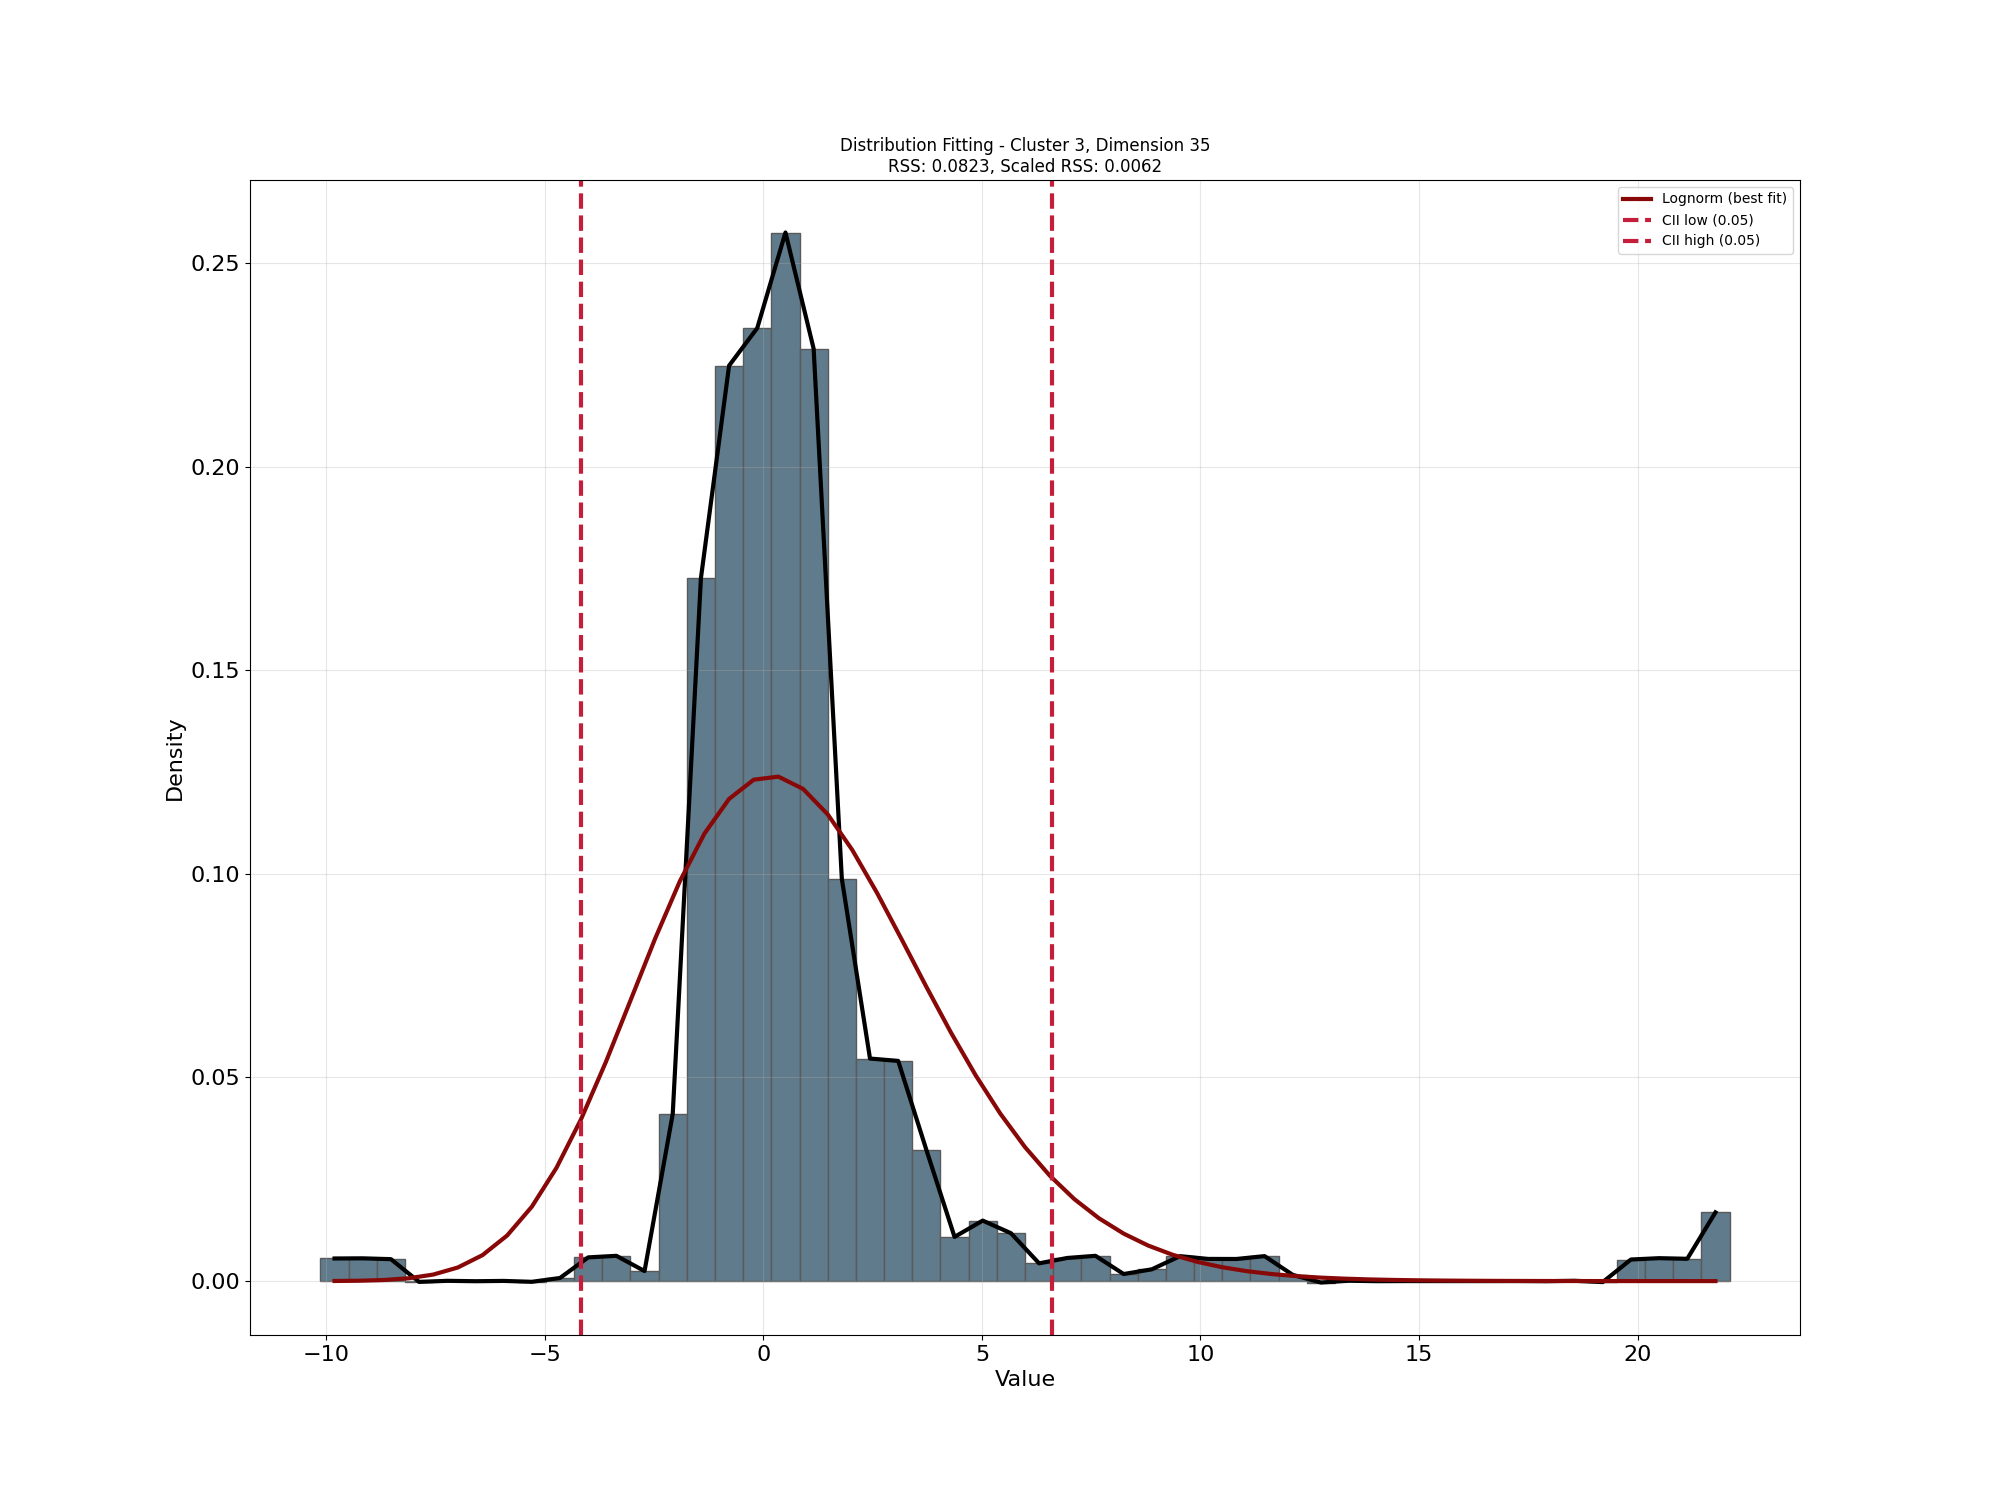 Distribution Fitting - Cluster 3, Dimension 35
RSS: 0.0823, Scaled RSS: 0.0062
Lognorm (best fit)
CII low (0.05)
CII high (0.05)
0.25
0.20
0.15
0.10
0.05
0.00
Density
−10
−5
0
5
10
15
20
Value